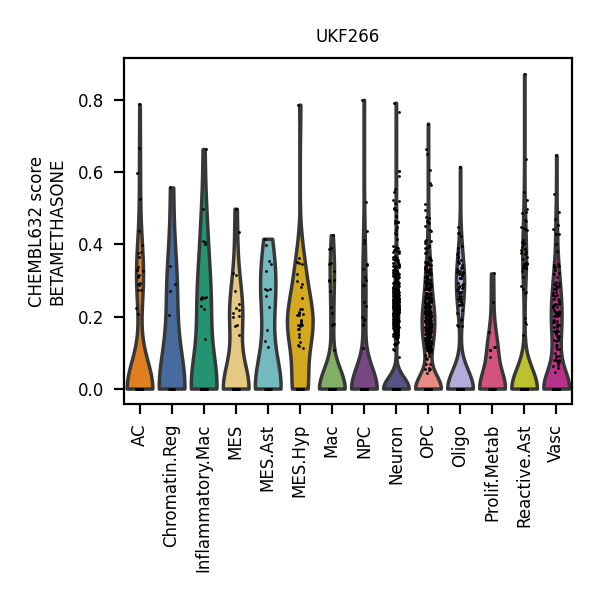 UKF266
CHEMBL632 score
BETAMETHASONE
0.8
0.6
0.4
0.2
0.0
AC
Chromatin.Reg
Inflammatory.Mac
MES
MES.Ast
MES.Hyp
Mac
NPC
Neuron
OPC
Oligo
Prolif.Metab
Reactive.Ast
Vasc